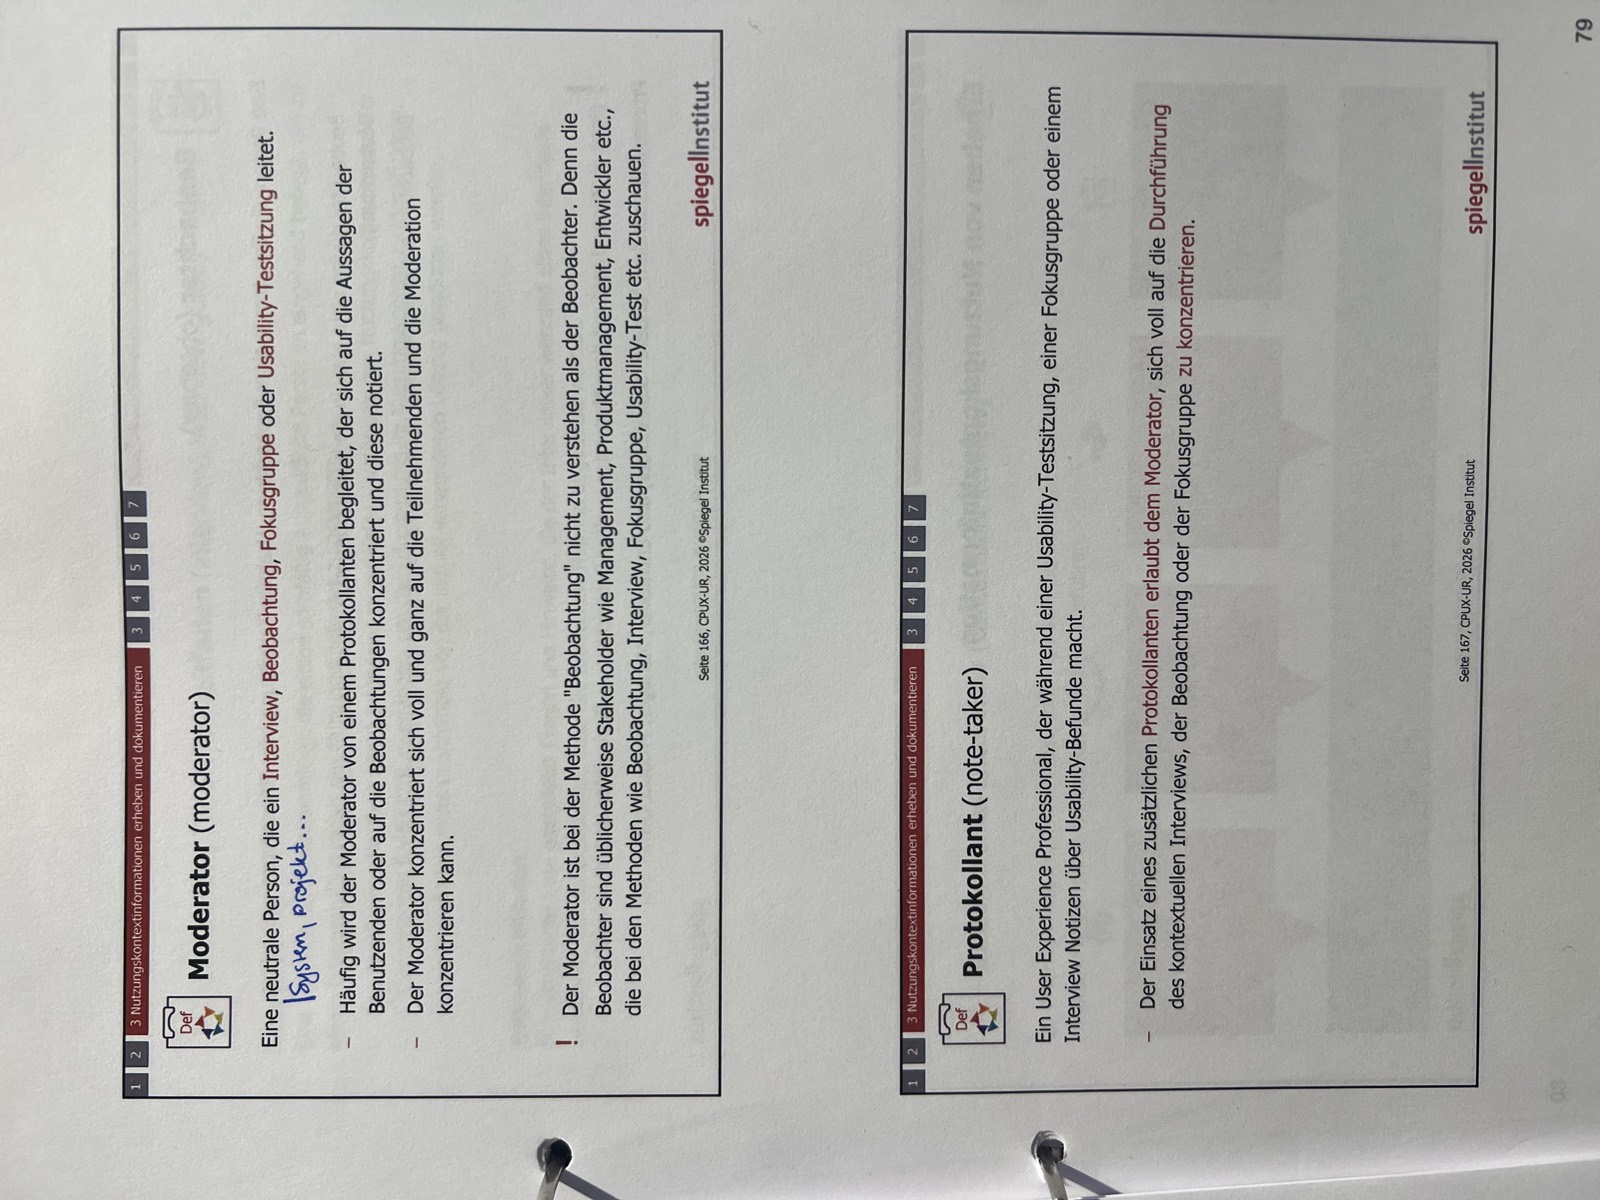 1 2 3 Nutzungskontextinformationen erheben und dokumentieren 3 4 5 6 7
Def
Moderator (moderator)
Eine neutrale Person, die ein Interview, Beobachtung, Fokusgruppe oder Usability-Testsitzung leitet.
System, projekt...
– Häufig wird der Moderator von einem Protokollanten begleitet, der sich auf die Aussagen der
Benutzenden oder auf die Beobachtungen konzentriert und diese notiert.
– Der Moderator konzentriert sich voll und ganz auf die Teilnehmenden und die Moderation
konzentrieren kann.
! Der Moderator ist bei der Methode "Beobachtung" nicht zu verstehen als der Beobachter. Denn die
Beobachter sind üblicherweise Stakeholder wie Management, Produktmanagement, Entwickler etc.,
die bei den Methoden wie Beobachtung, Interview, Fokusgruppe, Usability-Test etc. zuschauen.
Seite 166, CPUX-UR, 2026 ©Spiegel Institut
spiegelInstitut
1 2 3 Nutzungskontextinformationen erheben und dokumentieren 3 4 5 6 7
Def
Protokollant (note-taker)
Ein User Experience Professional, der während einer Usability-Testsitzung, einer Fokusgruppe oder einem
Interview Notizen über Usability-Befunde macht.
– Der Einsatz eines zusätzlichen Protokollanten erlaubt dem Moderator, sich voll auf die Durchführung
des kontextuellen Interviews, der Beobachtung oder der Fokusgruppe zu konzentrieren.
Seite 167, CPUX-UR, 2026 ©Spiegel Institut
spiegelInstitut
79